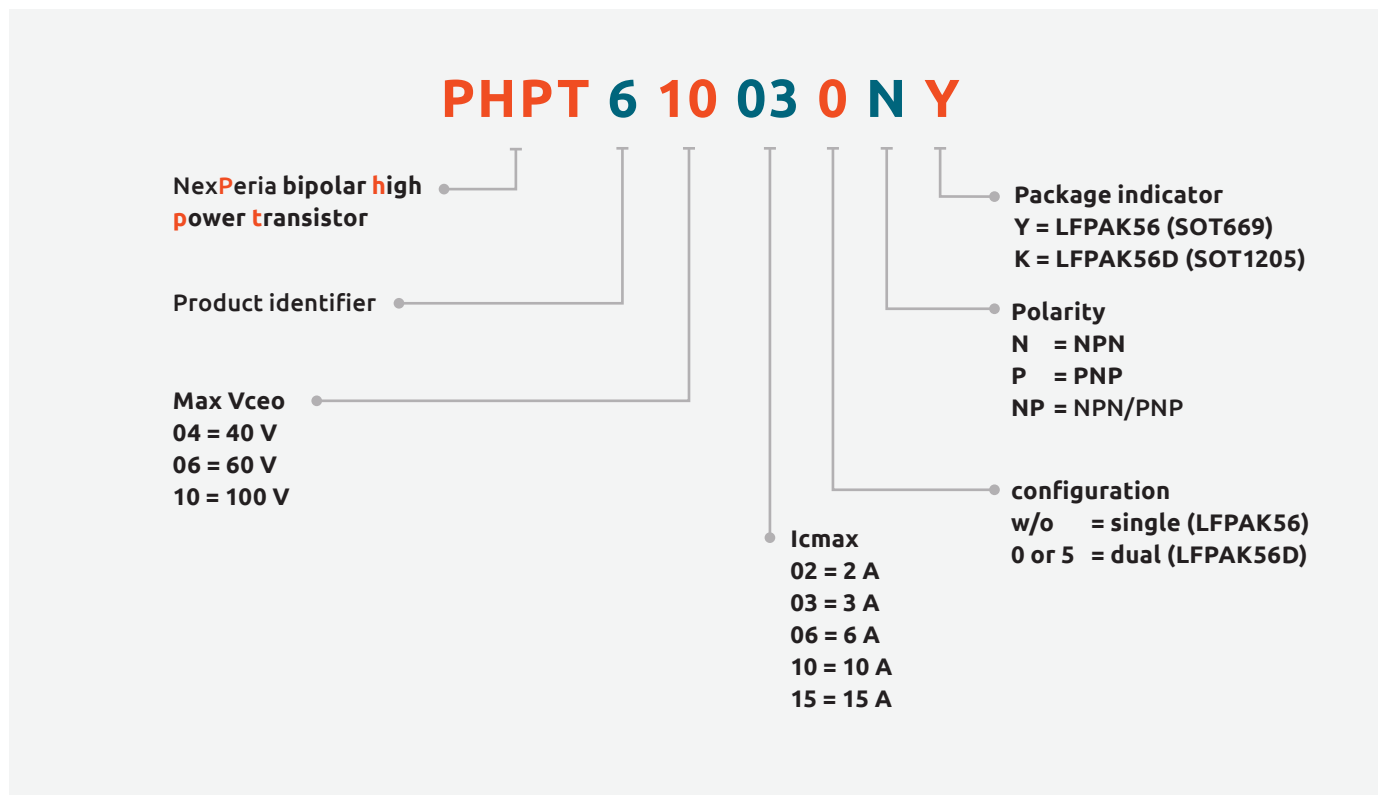 PHPT 6 10 03 0 N Y
NexPeria bipolar high
power transistor
Product identifier
Max Vceo
04 = 40 V
06 = 60 V
10 = 100 V
Icmax
02 = 2 A
03 = 3 A
06 = 6 A
10 = 10 A
15 = 15 A
Package indicator
Y = LFPAK56 (SOT669)
K = LFPAK56D (SOT1205)
Polarity
N = NPN
P = PNP
NP = NPN/PNP
configuration
w/o = single (LFPAK56)
0 or 5 = dual (LFPAK56D)